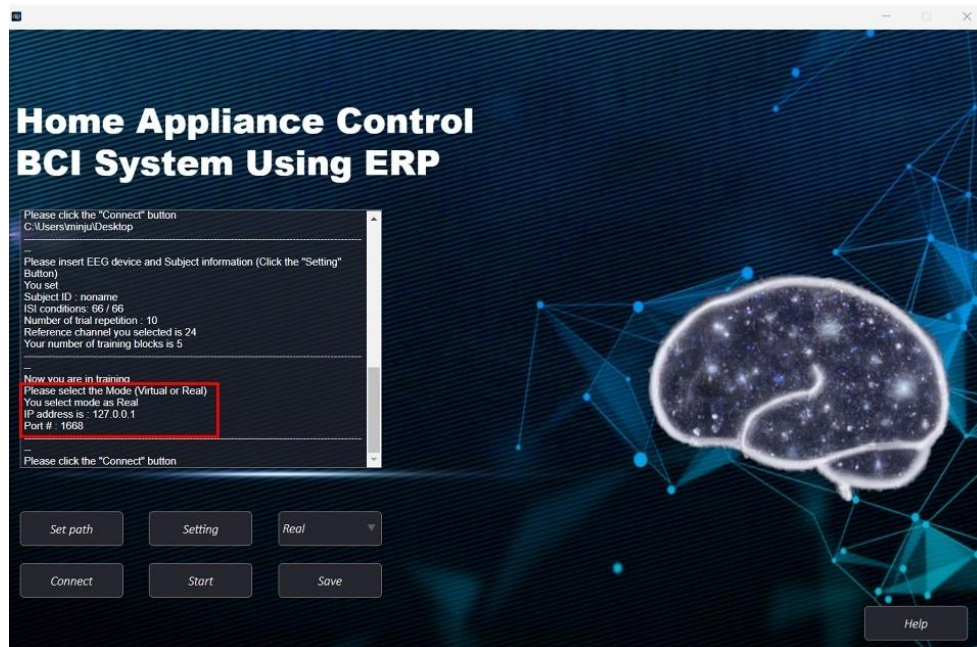 Home Appliance Control
BCI System Using ERP
Please click the "Connect" button
C:\Users\minju\Desktop
--
Please insert EEG device and Subject information (Click the "Setting"
Button)
You set
Subject ID : noname
ISI conditions: 66 / 66
Number of trial repetition : 10
Reference channel you selected is 24
Your number of training blocks is 5
--
Now you are in training
Please select the Mode (Virtual or Real)
You select mode as Real
IP address is : 127.0.0.1
Port # : 1668
--
Please click the "Connect" button
Set path
Setting
Real
Connect
Start
Save
Help